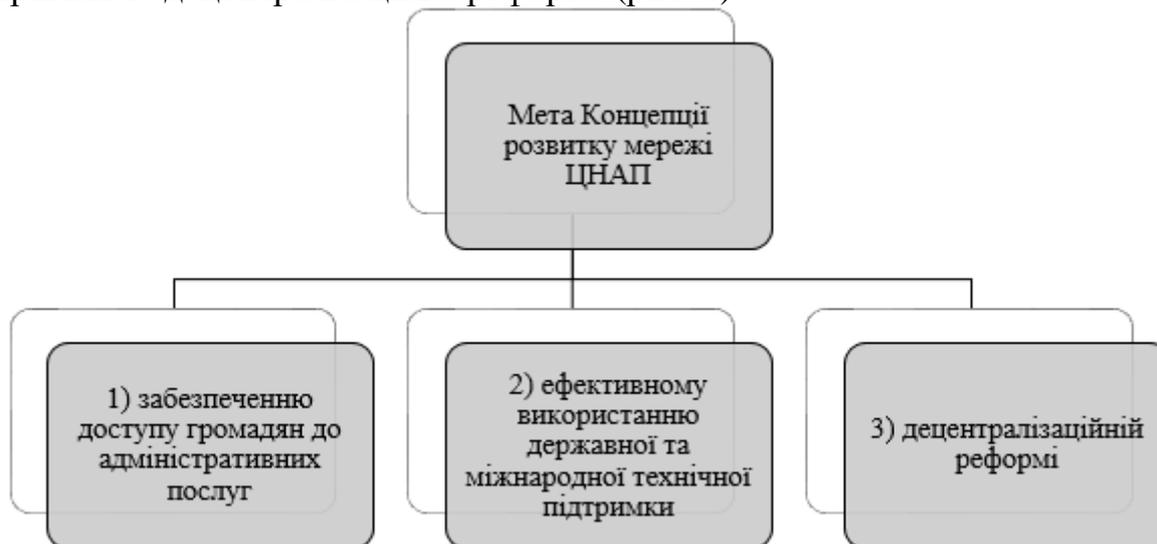 Мета Концепції
розвитку мережі
ЦНАП
1) забезпеченню
доступу громадян до
адміністративних
послуг
2) ефективному
використанню
державної та
міжнародної технічної
підтримки
3) децентралізаційній
реформі